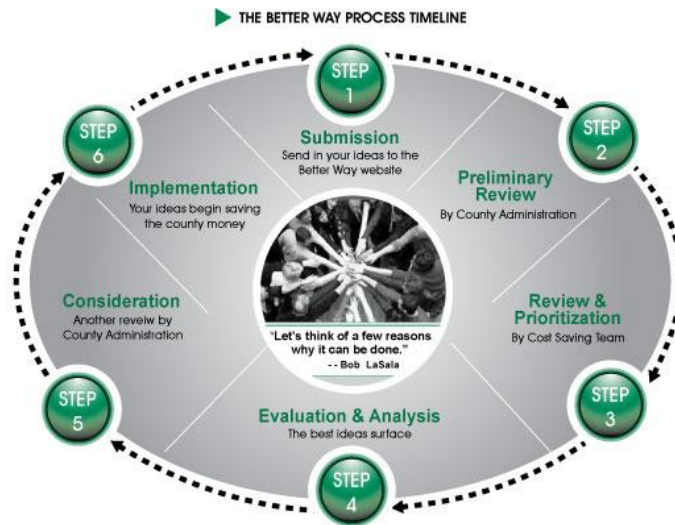 THE BETTER WAY PROCESS TIMELINE
STEP
1
Submission
Send in your ideas to the
Better Way website
STEP
2
Preliminary
Review
By County Administration
STEP
3
Review &
Prioritization
By Cost Saving Team
STEP
4
Evaluation & Analysis
The best ideas surface
STEP
5
Consideration
Another reveiw by
County Administration
STEP
6
Implementation
Your ideas begin saving
the county money
"Let's think of a few reasons
why it can be done."
-- Bob LaSala